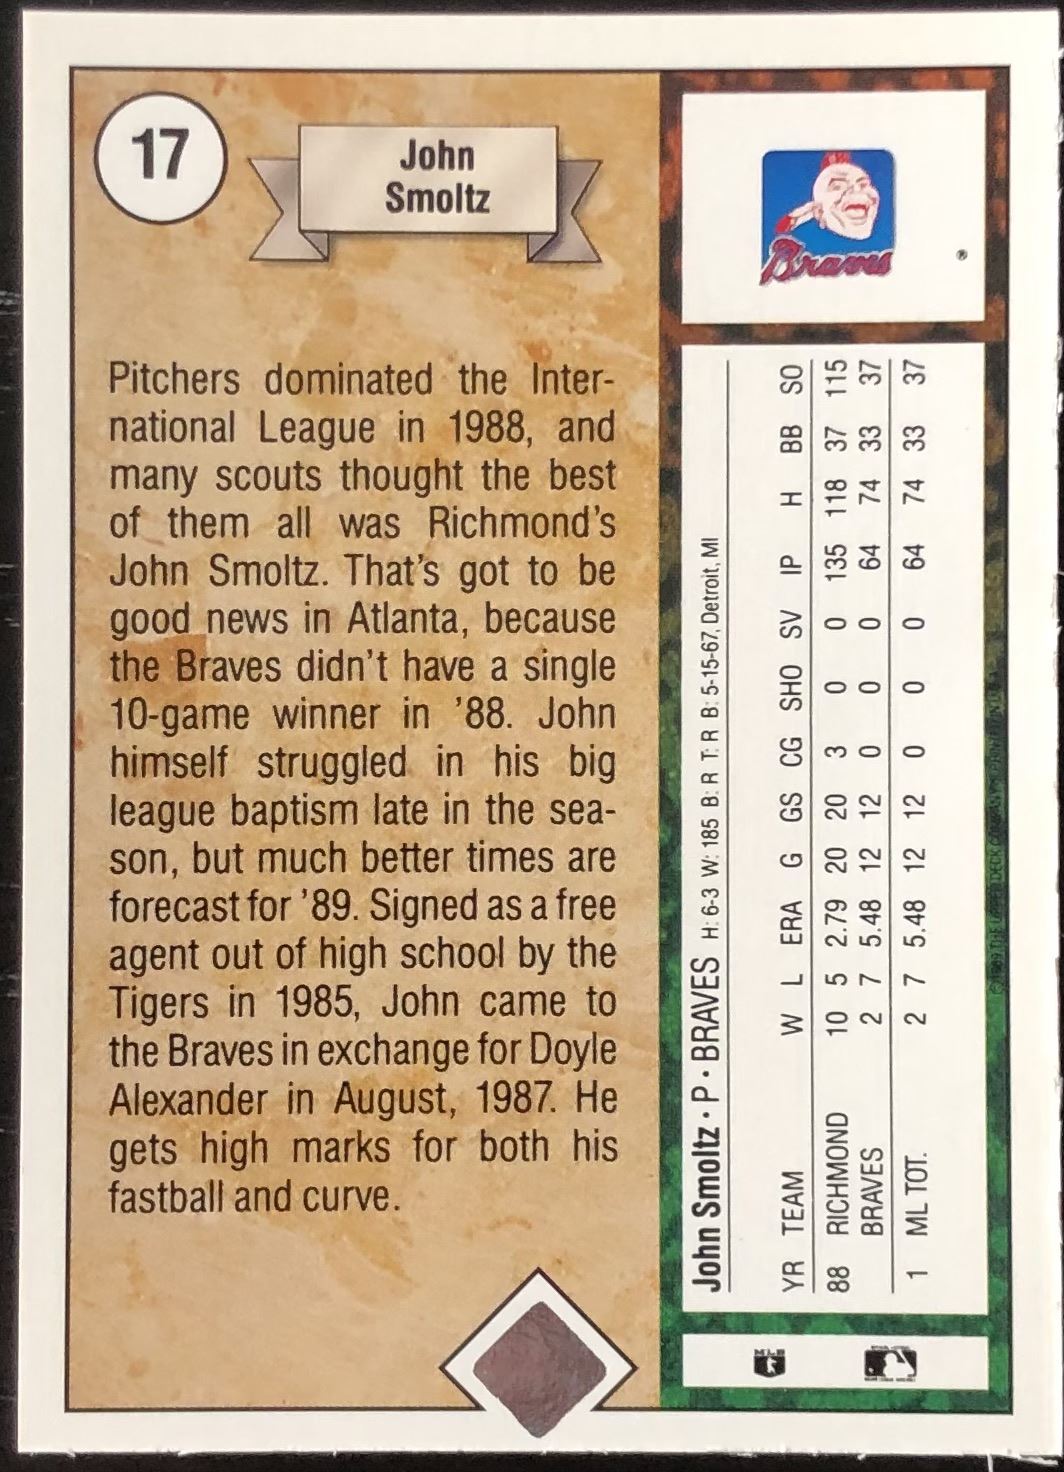 17
John
Smoltz
Pitchers dominated the Inter-
national League in 1988, and
many scouts thought the best
of them all was Richmond's
John Smoltz. That's got to be
good news in Atlanta, because
the Braves didn't have a single
10-game winner in '88. John
himself struggled in his big
league baptism late in the sea-
son, but much better times are
forecast for '89. Signed as a free
agent out of high school by the
Tigers in 1985, John came to
the Braves in exchange for Doyle
Alexander in August, 1987. He
gets high marks for both his
fastball and curve.
Braves
®
John Smoltz · P · BRAVES H: 6-3 W: 185 B: R T: R B: 5-15-67, Detroit, MI
YR TEAM W L ERA G GS CG SHO SV IP H BB SO
88 RICHMOND 10 5 2.79 20 20 3 0 0 135 118 37 115
BRAVES 2 7 5.48 12 12 0 0 0 64 74 33 37
1 ML TOT. 2 7 5.48 12 12 0 0 0 64 74 33 37
© 1989 THE UPPER DECK COMPANY